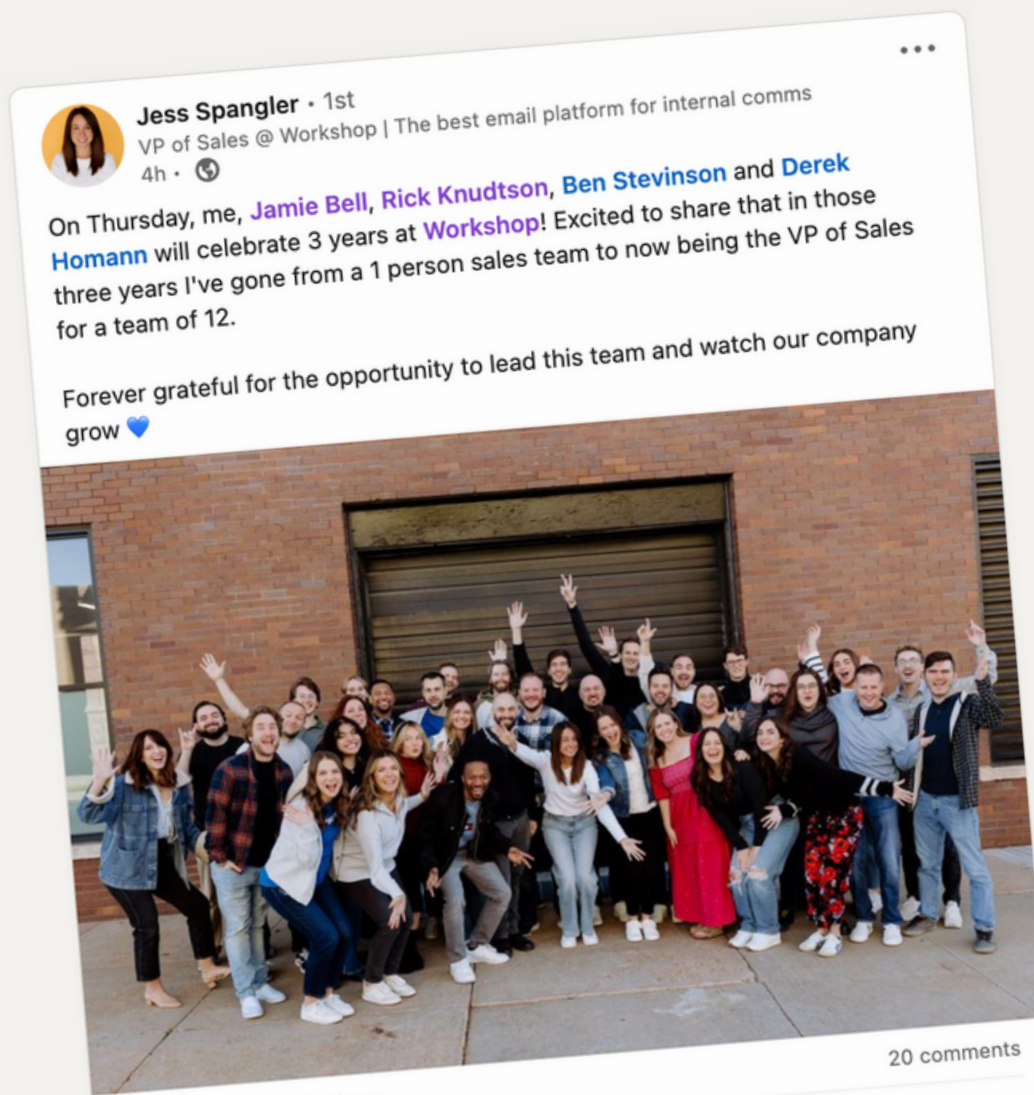 Jess Spangler • 1st
VP of Sales @ Workshop | The best email platform for internal comms
4h •
On Thursday, me, Jamie Bell, Rick Knudtson, Ben Stevinson and Derek
Homann will celebrate 3 years at Workshop! Excited to share that in those
three years I've gone from a 1 person sales team to now being the VP of Sales
for a team of 12.
Forever grateful for the opportunity to lead this team and watch our company
grow 💙
20 comments